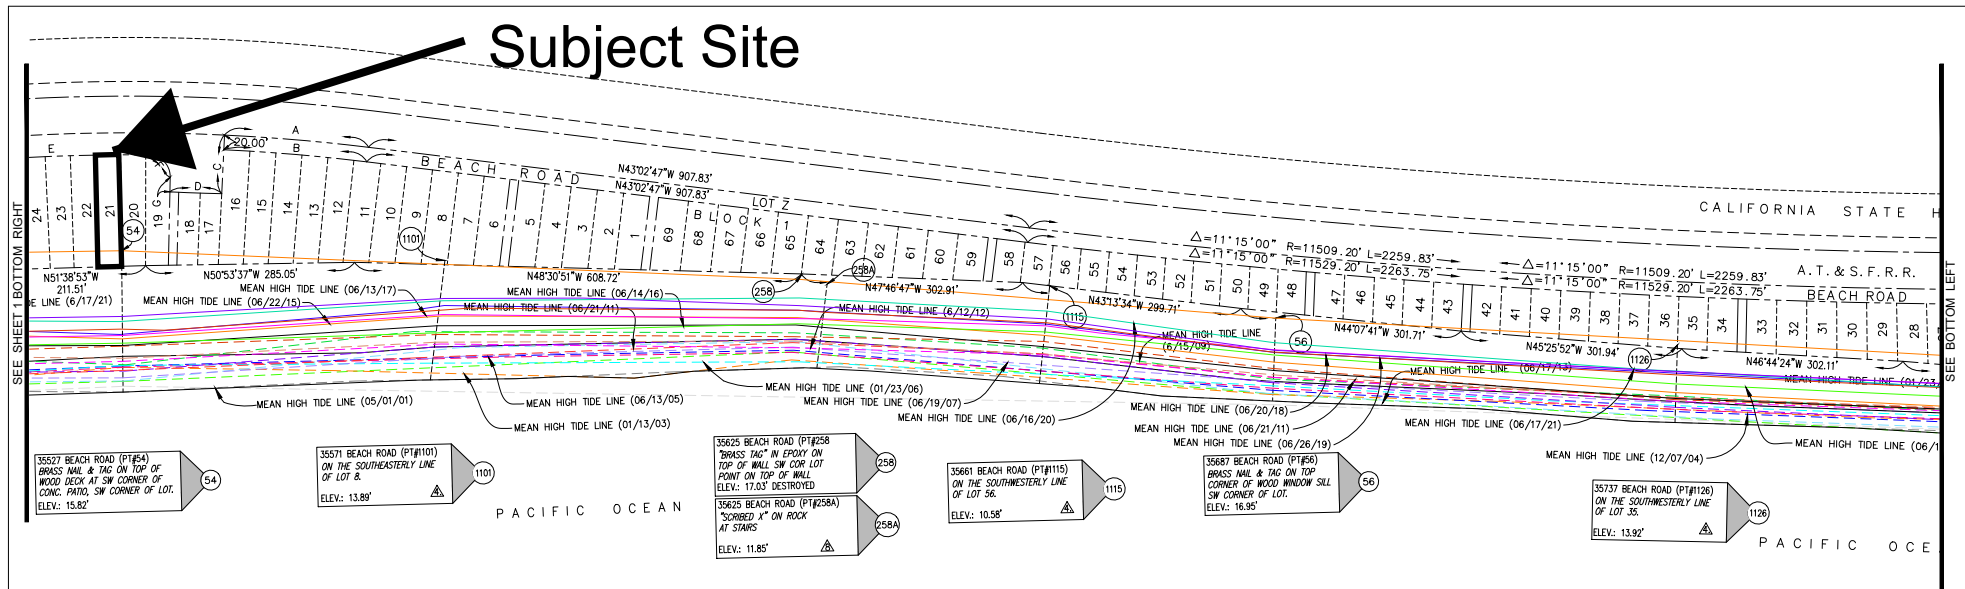 Subject Site
SEE SHEET 1 BOTTOM RIGHT
SEE BOTTOM LEFT
CALIFORNIA STATE H
A.T.& S.F.R.R.
BEACH ROAD
BEACH ROAD
LOT Z
BLOCK 1
E
A
B
C
D
G
20.00'
N43°02'47"W 907.83'
N43°02'47"W 907.83'
△=11°15'00" R=11509.20' L=2259.83'
△=11°15'00" R=11529.20' L=2263.75'
△=11°15'00" R=11509.20' L=2259.83'
△=11°15'00" R=11529.20' L=2263.75'
24 23 22 21 20 19 18 17 16 15 14 13 12 11 10 9 8 7 6 5 4 3 2 1
69 68 67 66 65 64 63 62 61 60 59 58 57 56 55 54 53 52 51 50 49 48 47 46 45 44 43 42 41 40 39 38 37 36 35 34 33 32 31 30 29 28
54
1101
258
258A
1115
56
1126
N51°38'53"W
211.51'
N50°53'37"W 285.05'
N48°30'51"W 608.72'
N47°46'47"W 302.91'
N43°13'34"W 299.71'
N44°07'41"W 301.71'
N45°25'52"W 301.94'
N46°44'24"W 302.11'
DE LINE (6/17/21)
MEAN HIGH TIDE LINE (06/22/15)
MEAN HIGH TIDE LINE (06/13/17)
MEAN HIGH TIDE LINE (06/14/16)
MEAN HIGH TIDE LINE (06/21/11)
MEAN HIGH TIDE LINE (6/12/12)
MEAN HIGH TIDE LINE
(6/15/09)
MEAN HIGH TIDE LINE (06/17/13)
MEAN HIGH TIDE LINE (01/23/
MEAN HIGH TIDE LINE (05/01/01)
MEAN HIGH TIDE LINE (06/13/05)
MEAN HIGH TIDE LINE (01/13/03)
MEAN HIGH TIDE LINE (01/23/06)
MEAN HIGH TIDE LINE (06/19/07)
MEAN HIGH TIDE LINE (06/16/20)
MEAN HIGH TIDE LINE (06/20/18)
MEAN HIGH TIDE LINE (06/21/11)
MEAN HIGH TIDE LINE (06/26/19)
MEAN HIGH TIDE LINE (06/17/21)
MEAN HIGH TIDE LINE (12/07/04)
MEAN HIGH TIDE LINE (06/1
35527 BEACH ROAD (PT#54)
BRASS NAIL & TAG ON TOP OF
WOOD DECK AT SW CORNER OF
CONC. PATIO, SW CORNER OF LOT.
ELEV.: 15.82'
54
35571 BEACH ROAD (PT#1101)
ON THE SOUTHEASTERLY LINE
OF LOT 8.
ELEV.: 13.89'
4
1101
PACIFIC OCEAN
35625 BEACH ROAD (PT#258
"BRASS TAG" IN EPOXY ON
TOP OF WALL SW COR LOT
POINT ON TOP OF WALL
ELEV.: 17.03' DESTROYED
258
35625 BEACH ROAD (PT#258A)
"SCRIBED X" ON ROCK
AT STAIRS
ELEV.: 11.85'
258A
35661 BEACH ROAD (PT#1115)
ON THE SOUTHWESTERLY LINE
OF LOT 56.
ELEV.: 10.58'
4
1115
35687 BEACH ROAD (PT#56)
BRASS NAIL & TAG ON TOP
CORNER OF WOOD WINDOW SILL
SW CORNER OF LOT.
ELEV.: 16.95'
56
35737 BEACH ROAD (PT#1126)
ON THE SOUTHWESTERLY LINE
OF LOT 35.
ELEV.: 13.92'
4
1126
PACIFIC OCE